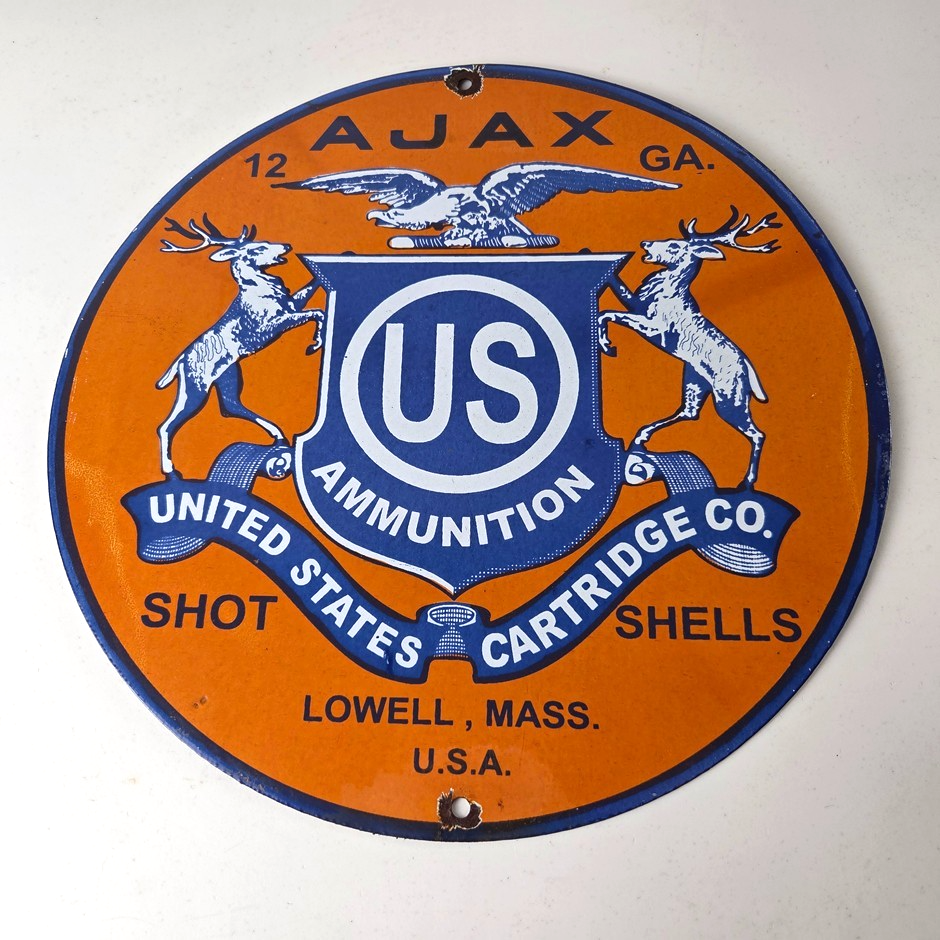 AJAX
12 GA.
US
AMMUNITION
UNITED STATES CARTRIDGE CO.
SHOT SHELLS
LOWELL , MASS.
U.S.A.